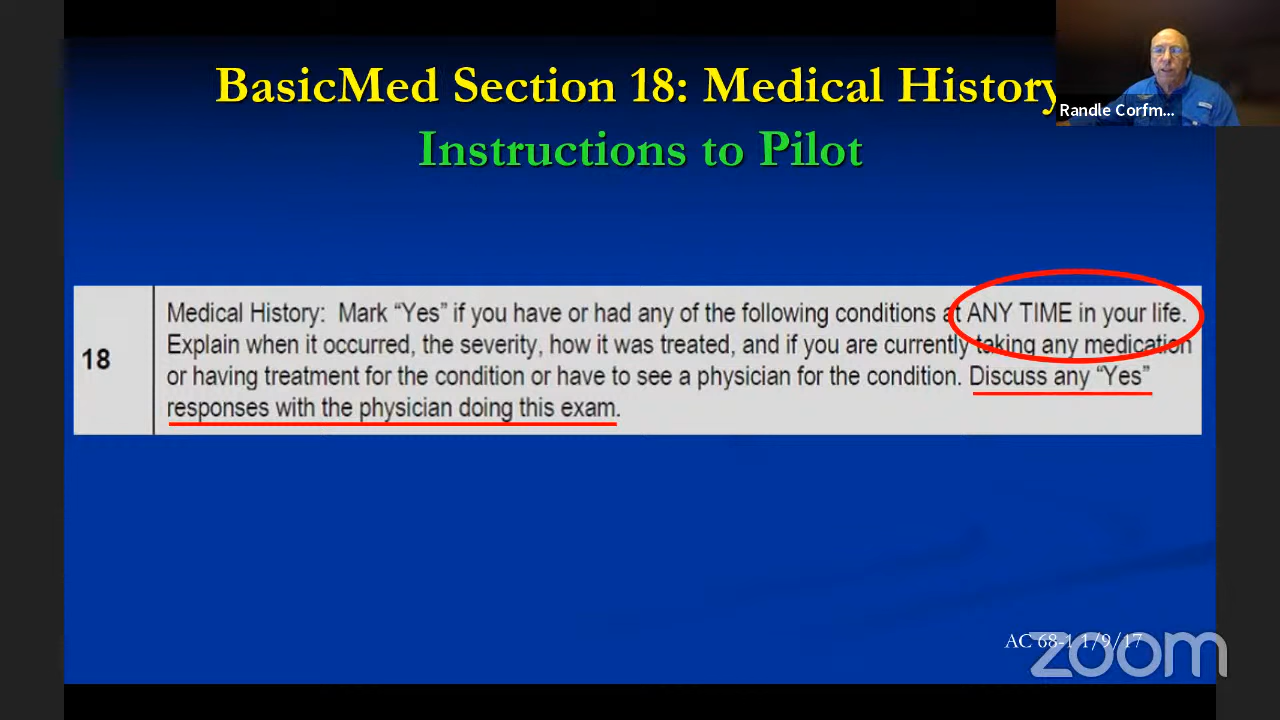 BasicMed Section 18: Medical History
Instructions to Pilot
Randle Corfm...
18
Medical History: Mark “Yes” if you have or had any of the following conditions at ANY TIME in your life.
Explain when it occurred, the severity, how it was treated, and if you are currently taking any medication
or having treatment for the condition or have to see a physician for the condition. Discuss any “Yes”
responses with the physician doing this exam.
AC 68-1 1/9/17
zoom